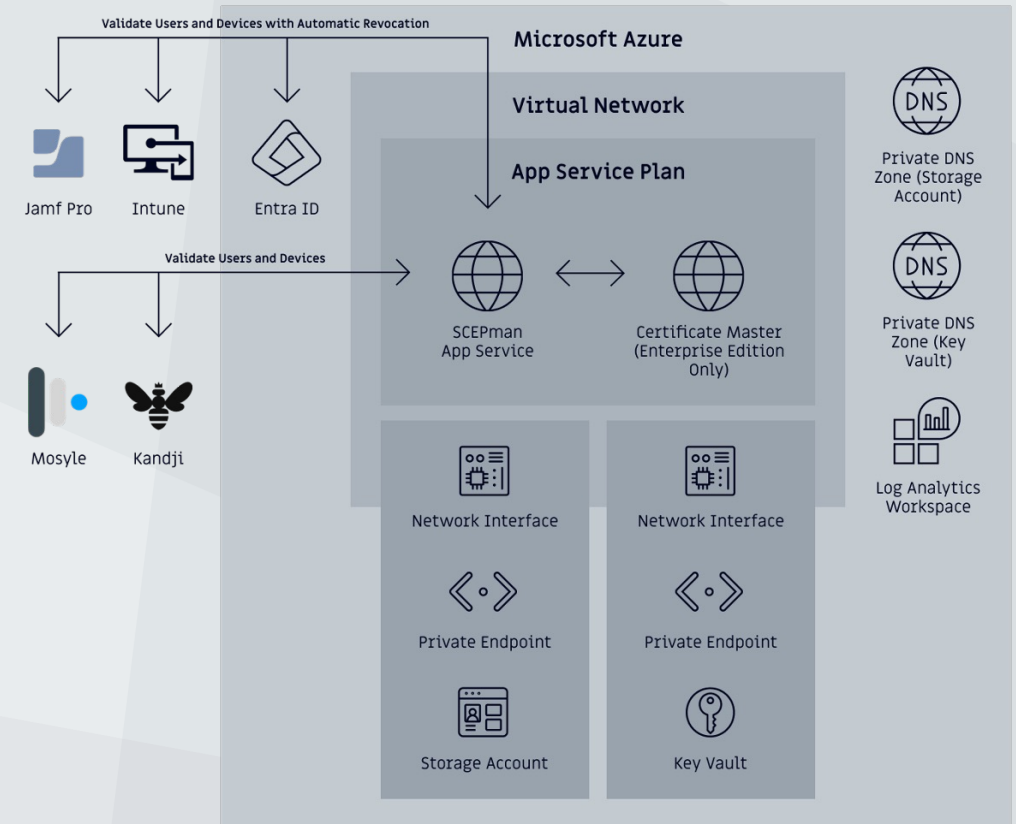 Validate Users and Devices with Automatic Revocation
Microsoft Azure
Virtual Network
App Service Plan
DNS
Private DNS
Zone (Storage
Account)
Jamf Pro
Intune
Entra ID
Validate Users and Devices
SCEPman
App Service
Certificate Master
(Enterprise Edition
Only)
DNS
Private DNS
Zone (Key
Vault)
Mosyle
Kandji
Log Analytics
Workspace
Network Interface
Network Interface
Private Endpoint
Private Endpoint
Storage Account
Key Vault